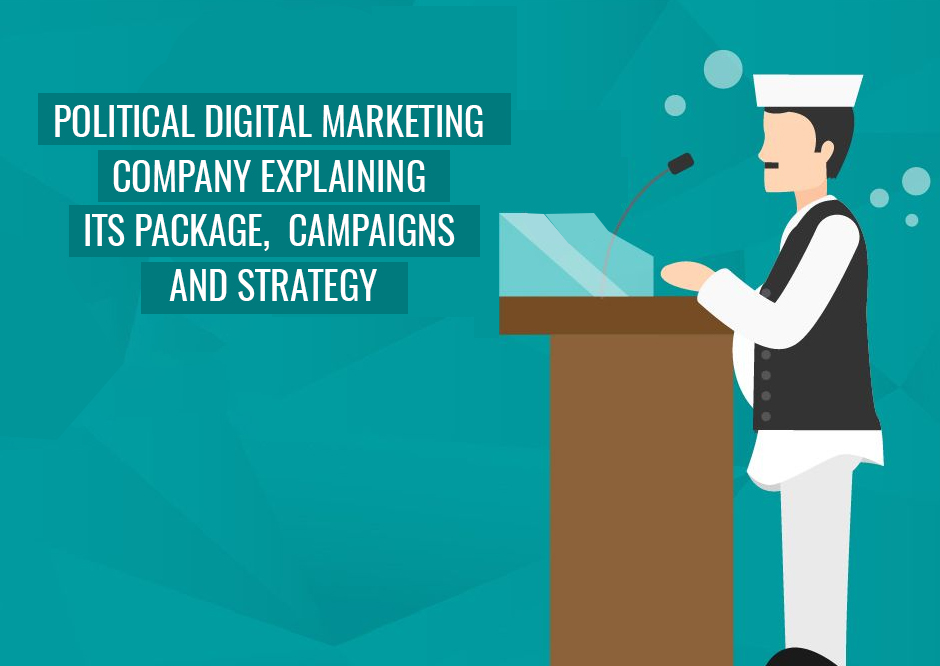 POLITICAL DIGITAL MARKETING
COMPANY EXPLAINING
ITS PACKAGE, CAMPAIGNS
AND STRATEGY